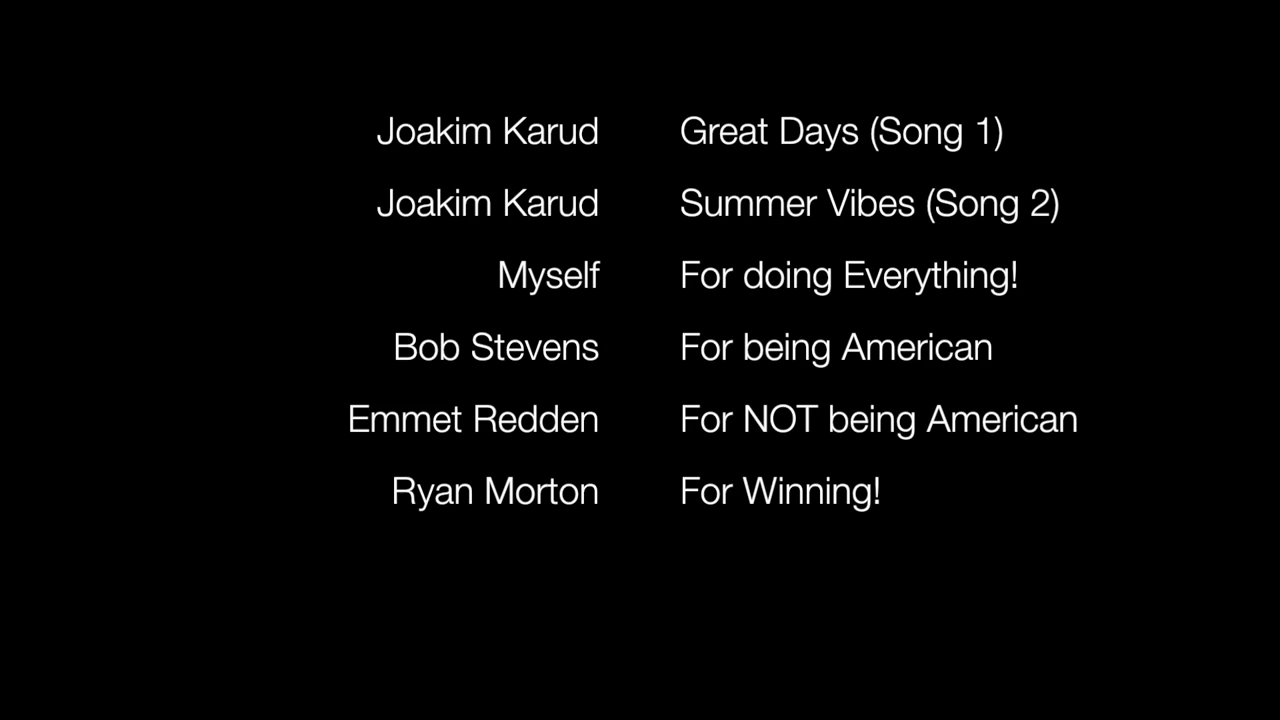 Joakim Karud Great Days (Song 1)
Joakim Karud Summer Vibes (Song 2)
Myself For doing Everything!
Bob Stevens For being American
Emmet Redden For NOT being American
Ryan Morton For Winning!